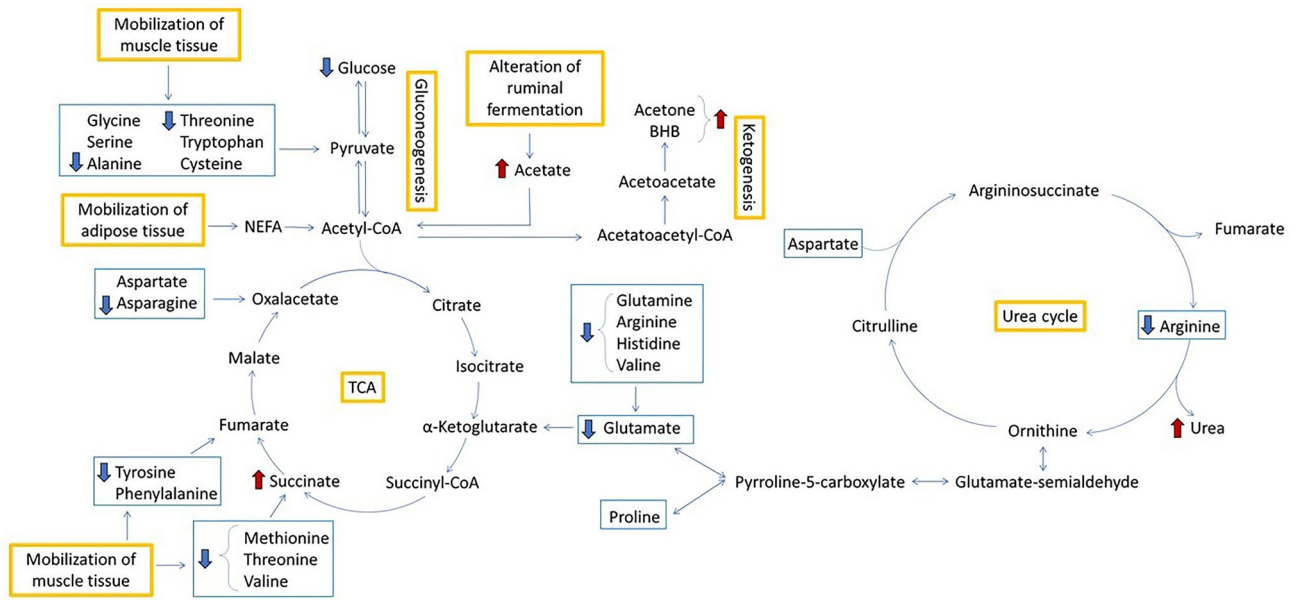 Mobilization of
muscle tissue
Glycine
Serine
Alanine
Threonine
Tryptophan
Cysteine
Glucose
Pyruvate
Gluconeogenesis
Alteration of
ruminal
fermentation
Acetate
Acetone
BHB
Ketogenesis
Acetoacetate
Acetatoacetyl-CoA
Mobilization of
adipose tissue
NEFA
Acetyl-CoA
Aspartate
Asparagine
Oxalacetate
Citrate
Isocitrate
Malate
TCA
Fumarate
α-Ketoglutarate
Succinate
Succinyl-CoA
Glutamine
Arginine
Histidine
Valine
Glutamate
Proline
Pyrroline-5-carboxylate
Glutamate-semialdehyde
Tyrosine
Phenylalanine
Mobilization of
muscle tissue
Methionine
Threonine
Valine
Argininosuccinate
Aspartate
Fumarate
Citrulline
Urea cycle
Arginine
Ornithine
Urea